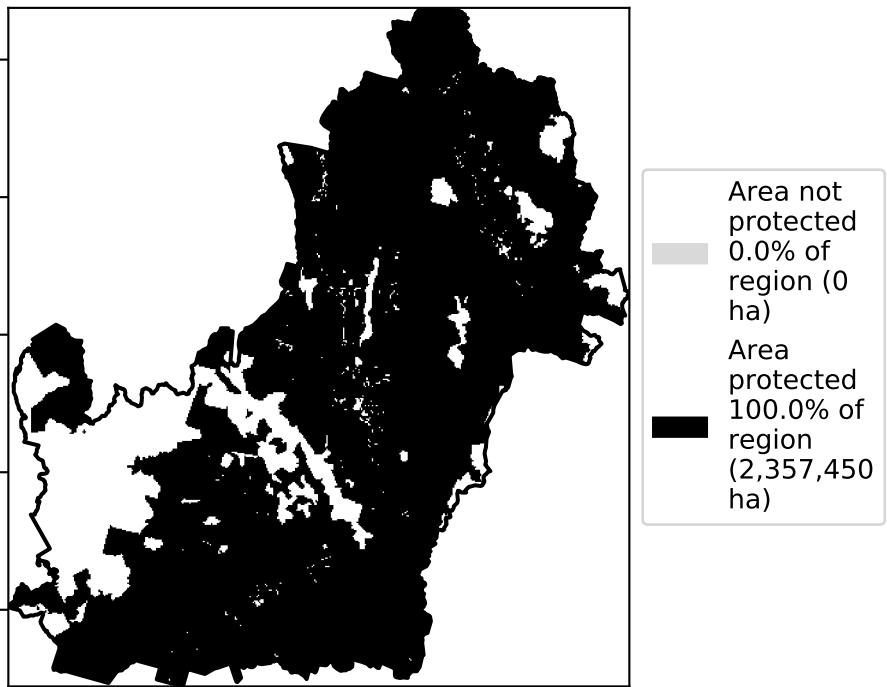 Area not
protected
0.0% of
region (0
ha)
Area
protected
100.0% of
region
(2,357,450
ha)